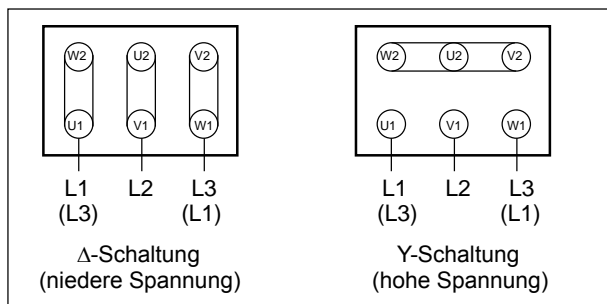 W2 U2 V2 W2 U2 V2
U1 V1 W1 U1 V1 W1
L1 L2 L3 L1 L2 L3
(L3) (L1) (L3) (L1)
Δ-Schaltung Y-Schaltung
(niedere Spannung) (hohe Spannung)